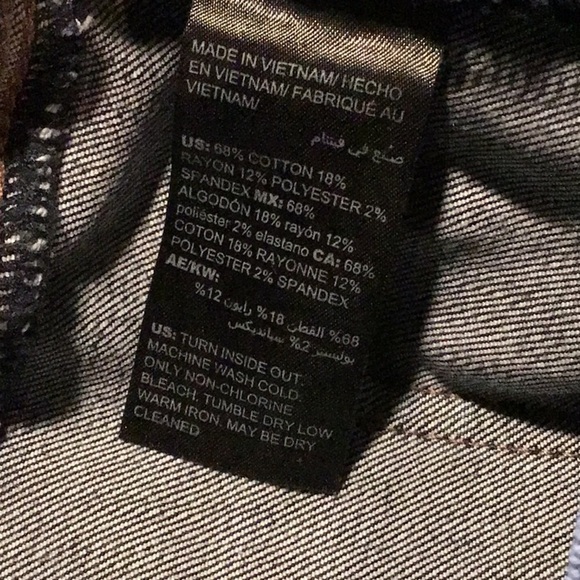 MADE IN VIETNAM/ HECHO
EN VIETNAM/ FABRIQUÉ AU
VIETNAM/
صنع في فيتنام
US: 68% COTTON 18%
RAYON 12% POLYESTER 2%
SPANDEX MX: 68%
ALGODÓN 18% rayón 12%
poliéster 2% elastano CA: 68%
COTON 18% RAYONNE 12%
POLYESTER 2% SPANDEX
AE/KW:
68% القطن 18% رايون 12%
بوليستر 2% سبانديكس
US: TURN INSIDE OUT.
MACHINE WASH COLD.
ONLY NON-CHLORINE
BLEACH. TUMBLE DRY LOW
WARM IRON. MAY BE DRY
CLEANED